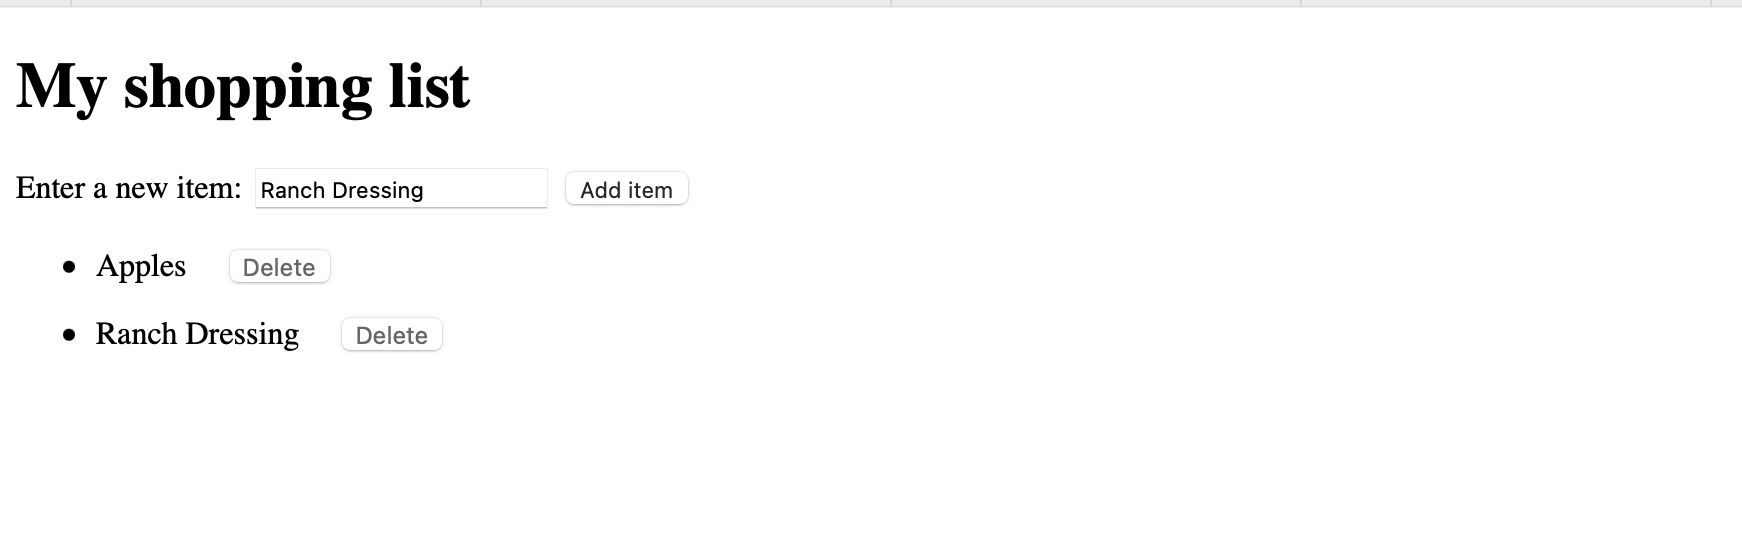 My shopping list
Enter a new item: Ranch Dressing Add item
Apples Delete
Ranch Dressing Delete